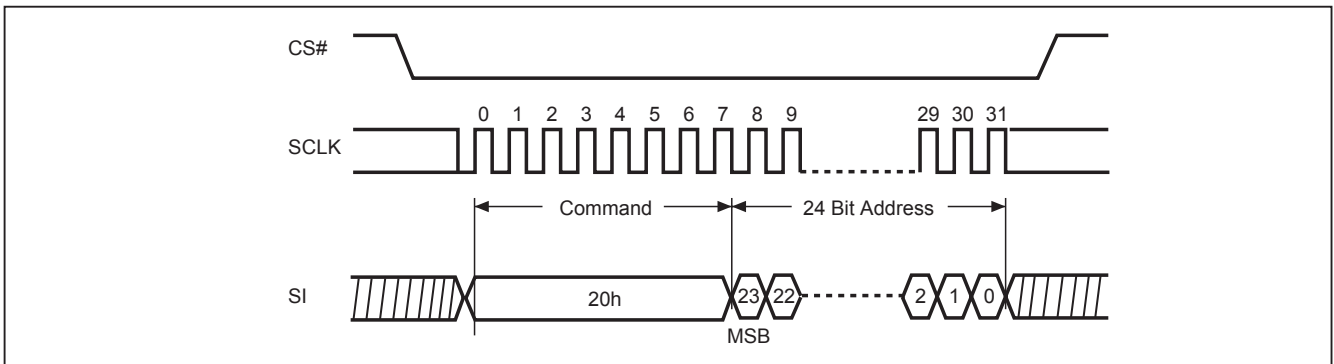 CS#
0 1 2 3 4 5 6 7 8 9 29 30 31
SCLK
Command 24 Bit Address
SI 20h 23 22 2 1 0
MSB